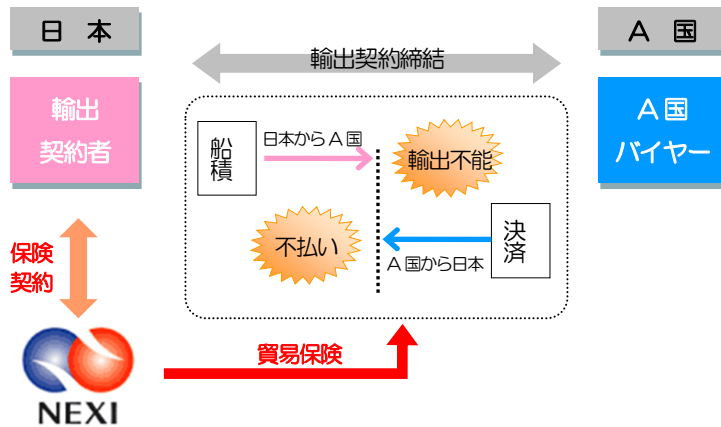 日 本
A 国
輸出契約締結
輸出
契約者
A国
バイヤー
船積
日本からA国
輸出不能
不払い
決済
A国から日本
保険
契約
貿易保険
NEXI